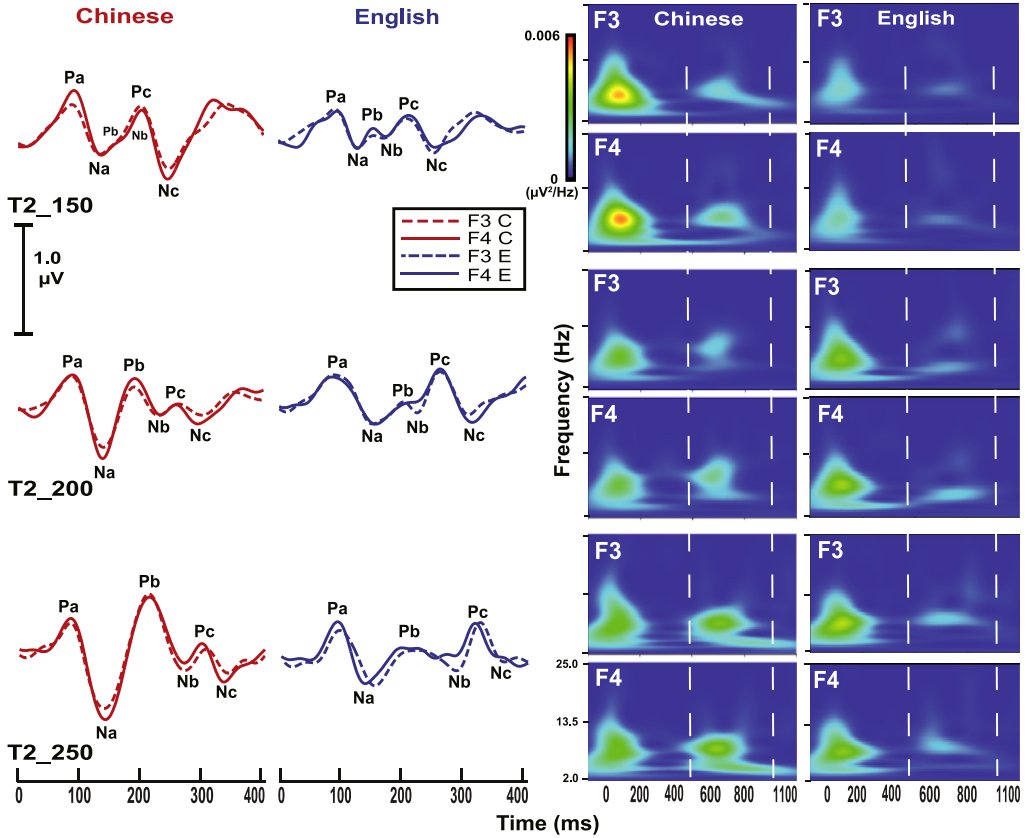 Chinese
English
Pa
Pb
Pc
Nb
Na
Nc
Pa
Pb
Pc
Nb
Na
Nc
T2_150
1.0
µV
F3 C
F4 C
F3 E
F4 E
Pa
Pb
Pc
Nb
Nc
Na
Pa
Pb
Pc
Nb
Na
Nc
T2_200
Pa
Pb
Pc
Nb
Nc
Na
Pa
Pb
Pc
Na
Nb
Nc
T2_250
0 100 200 300 400
0 100 200 300 400
Time (ms)
0.006
0
(µV²/Hz)
Frequency (Hz)
F3 Chinese
F3 English
F4
F4
F3
F3
F4
F4
F3
F3
F4
F4
25.0
13.5
2.0
0 200 400 600 800 1100
0 200 400 600 800 1100